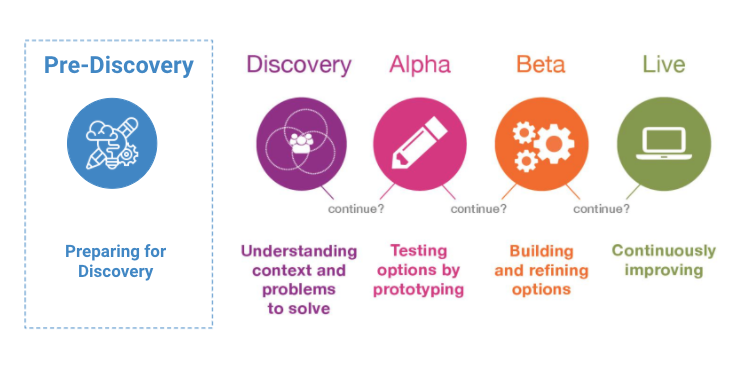 Pre-Discovery
Discovery
Alpha
Beta
Live
continue?
continue?
continue?
Preparing for
Discovery
Understanding
context and
problems
to solve
Testing
options by
prototyping
Building
and refining
options
Continuously
improving